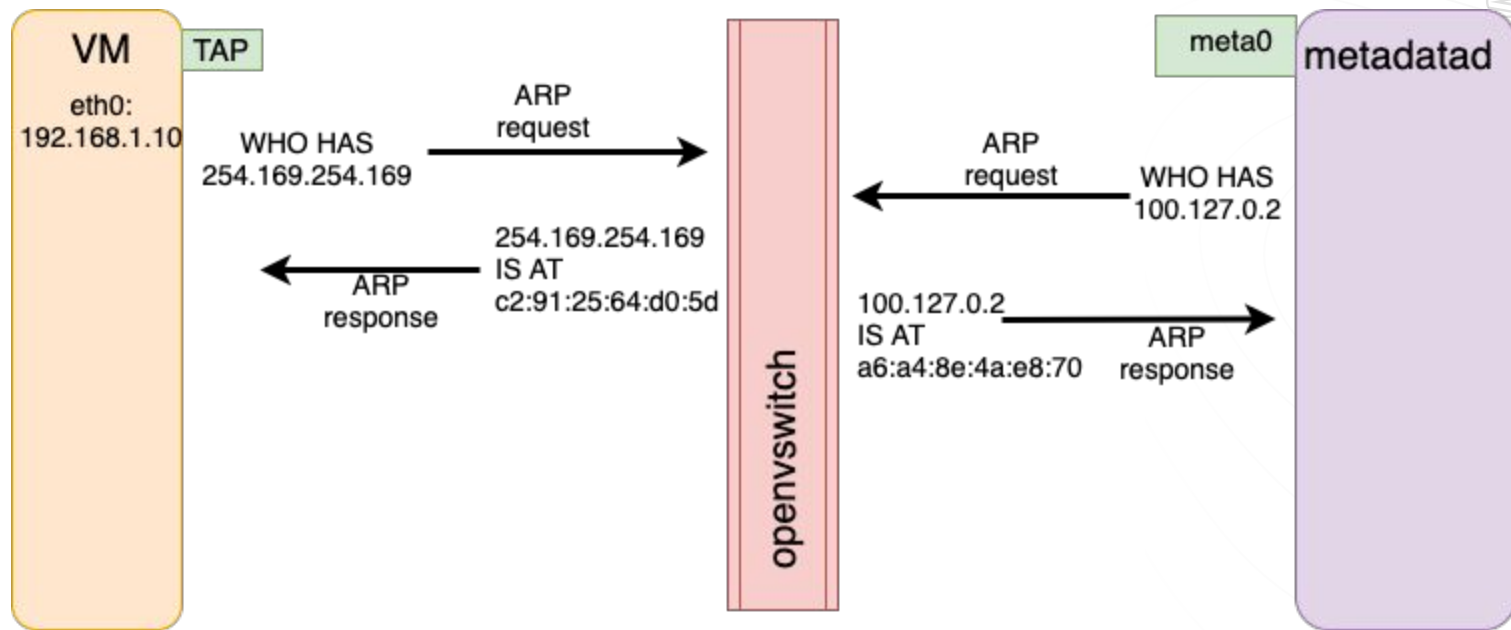 VM
eth0:
192.168.1.10
TAP
WHO HAS
254.169.254.169
ARP
request
254.169.254.169
IS AT
c2:91:25:64:d0:5d
ARP
response
openvswitch
meta0
metadatad
ARP
request
WHO HAS
100.127.0.2
100.127.0.2
IS AT
a6:a4:8e:4a:e8:70
ARP
response